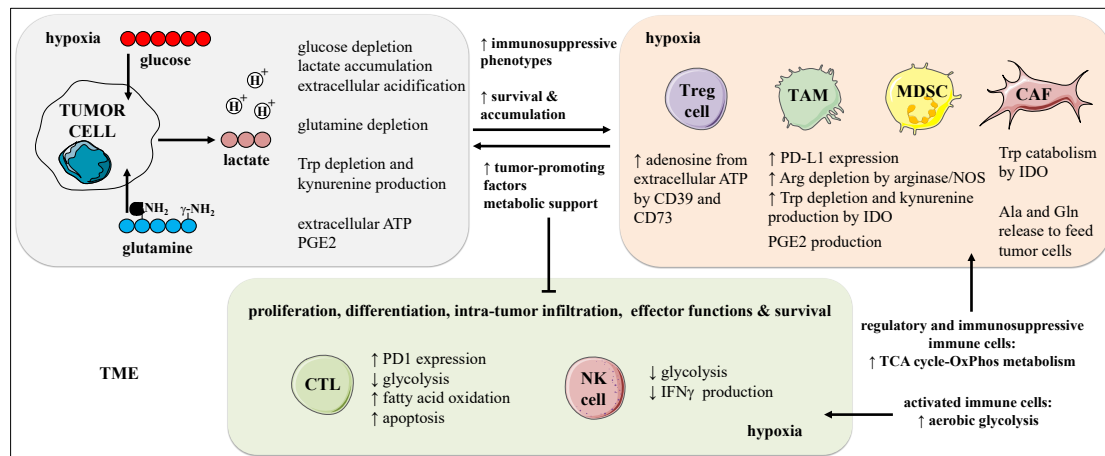 hypoxia
glucose
TUMOR
CELL
H+
H+
H+
lactate
NH2
γ-NH2
glutamine
glucose depletion
lactate accumulation
extracellular acidification
glutamine depletion
Trp depletion and
kynurenine production
extracellular ATP
PGE2
↑ immunosuppressive
phenotypes
↑ survival &
accumulation
↑ tumor-promoting
factors
metabolic support
hypoxia
Treg
cell
TAM
MDSC
CAF
↑ adenosine from
extracellular ATP
by CD39 and
CD73
↑ PD-L1 expression
↑ Arg depletion by arginase/NOS
↑ Trp depletion and kynurenine
production by IDO
PGE2 production
Trp catabolism
by IDO
Ala and Gln
release to feed
tumor cells
proliferation, differentiation, intra-tumor infiltration, effector functions & survival
CTL
↑ PD1 expression
↓ glycolysis
↑ fatty acid oxidation
↑ apoptosis
NK
cell
↓ glycolysis
↓ IFNγ production
hypoxia
TME
regulatory and immunosuppressive
immune cells:
↑ TCA cycle-OxPhos metabolism
activated immune cells:
↑ aerobic glycolysis